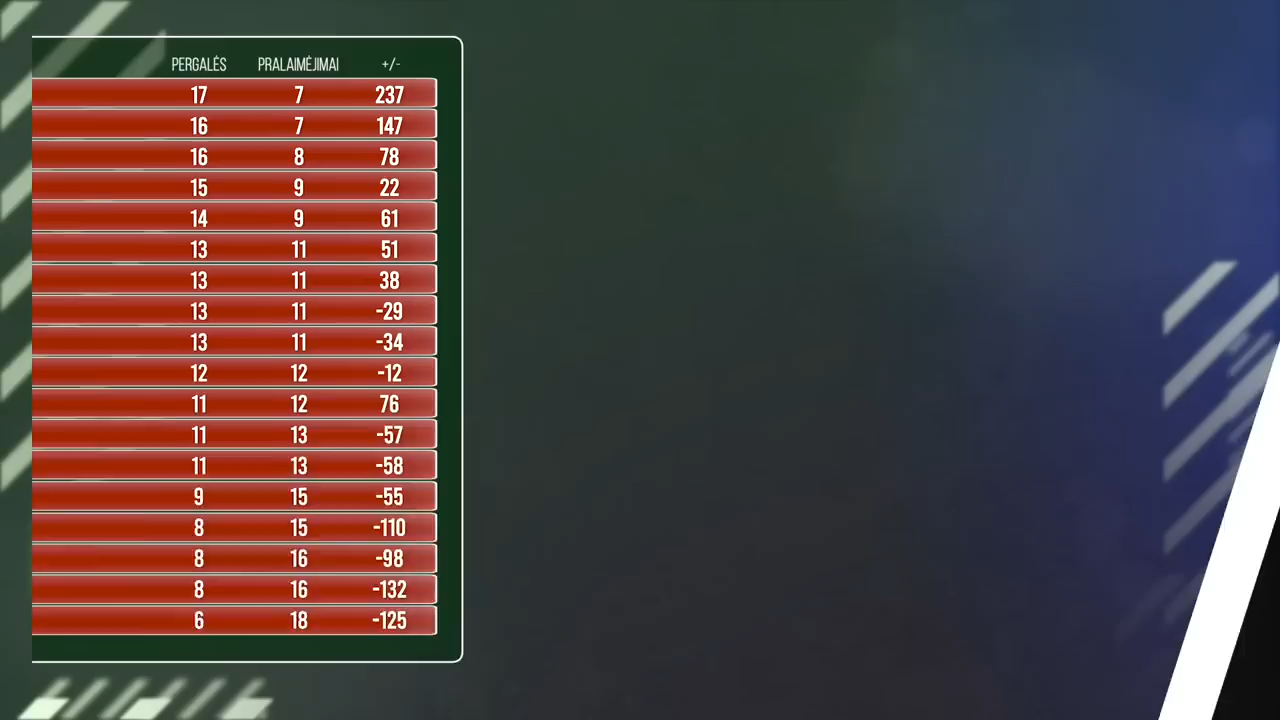 PERGALĖS PRALAIMĖJIMAI +/-
17 7 237
16 7 147
16 8 78
15 9 22
14 9 61
13 11 51
13 11 38
13 11 -29
13 11 -34
12 12 -12
11 12 76
11 13 -57
11 13 -58
9 15 -55
8 15 -110
8 16 -98
8 16 -132
6 18 -125